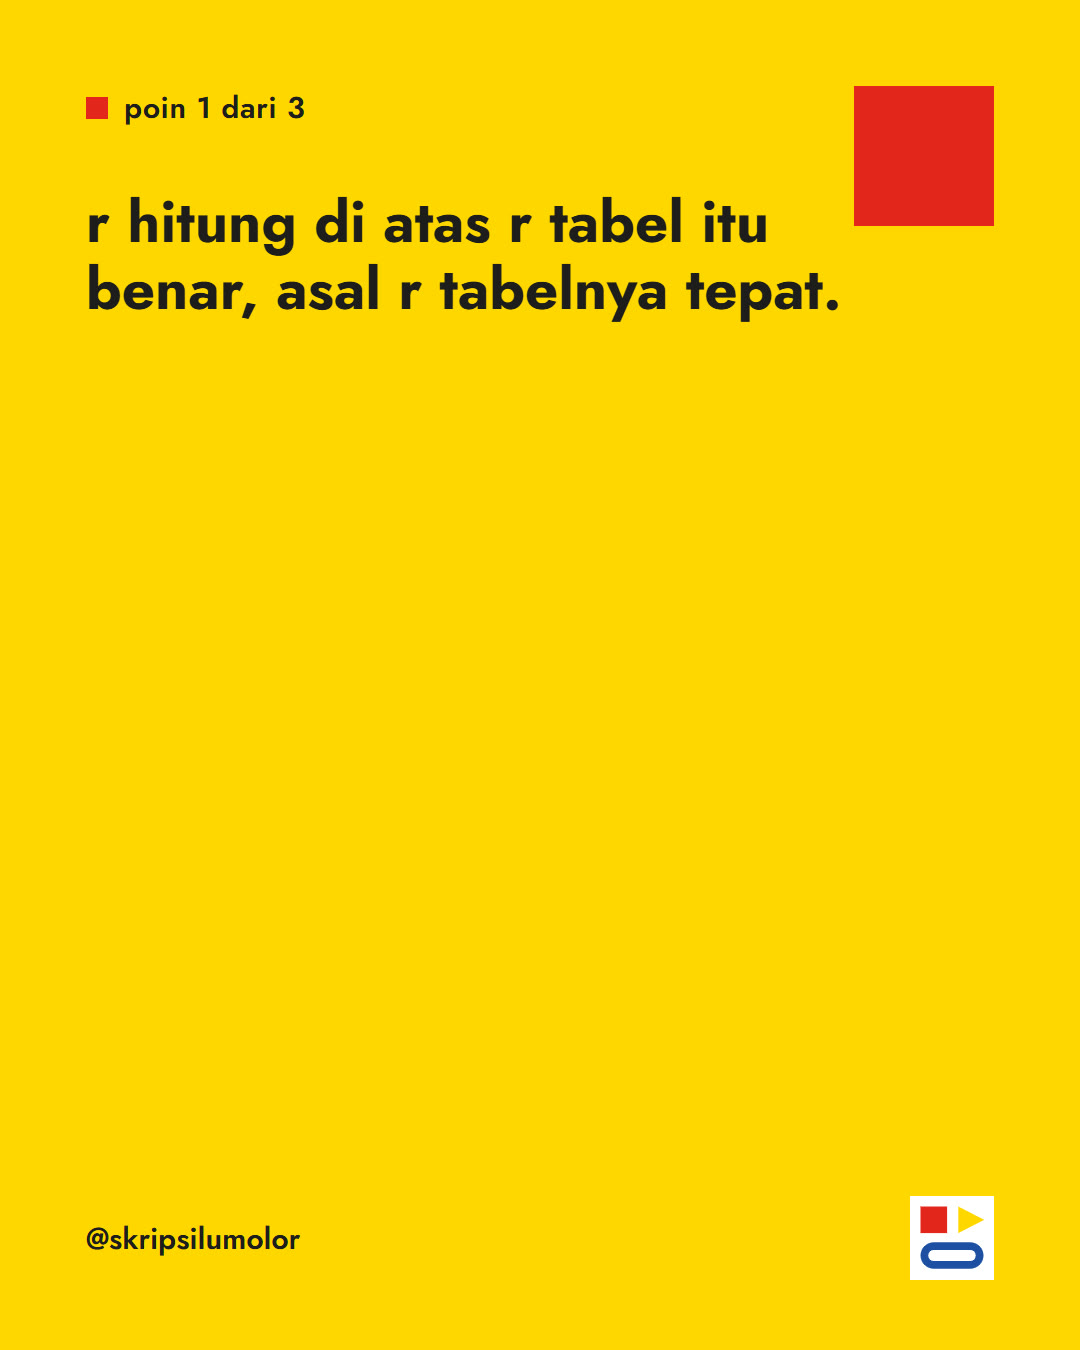 poin 1 dari 3
r hitung di atas r tabel itu
benar, asal r tabelnya tepat.
@skripsilumolor